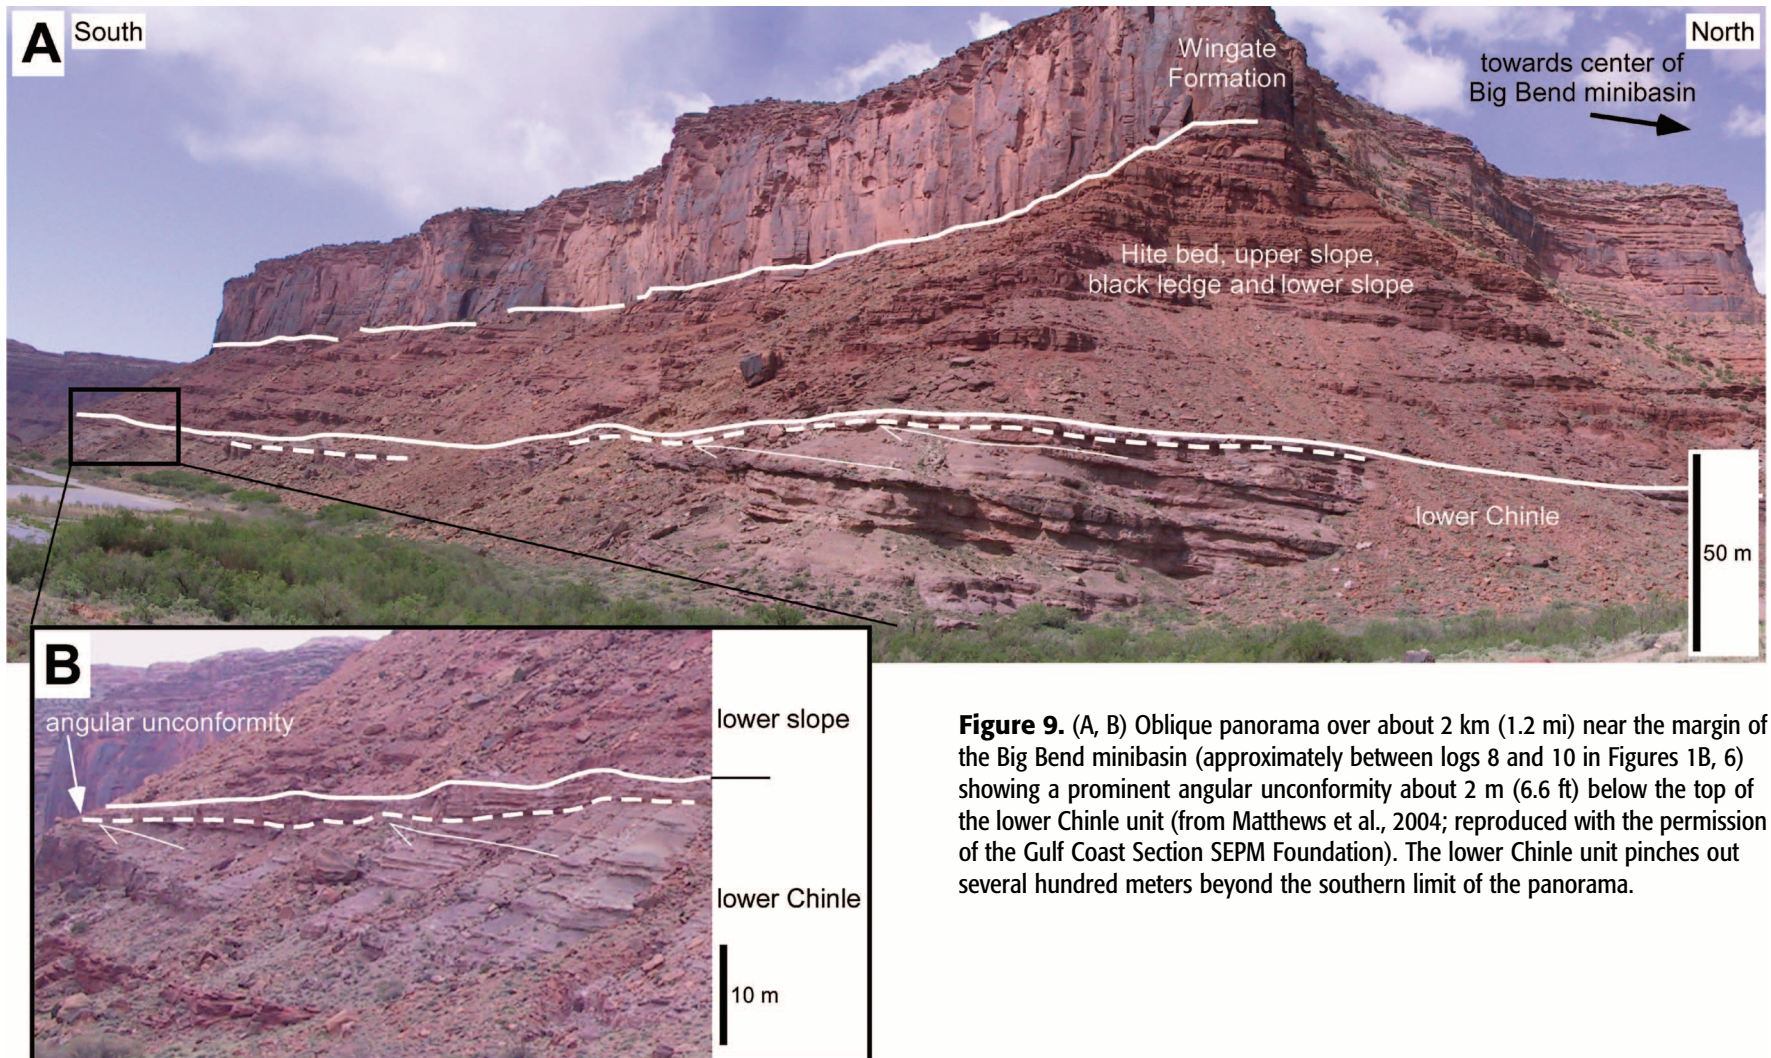 A
South
North
Wingate
Formation
towards center of
Big Bend minibasin
Hite bed, upper slope,
black ledge and lower slope
lower Chinle
50 m
B
angular unconformity
lower slope
lower Chinle
10 m
Figure 9. (A, B) Oblique panorama over about 2 km (1.2 mi) near the margin of
the Big Bend minibasin (approximately between logs 8 and 10 in Figures 1B, 6)
showing a prominent angular unconformity about 2 m (6.6 ft) below the top of
the lower Chinle unit (from Matthews et al., 2004; reproduced with the permission
of the Gulf Coast Section SEPM Foundation). The lower Chinle unit pinches out
several hundred meters beyond the southern limit of the panorama.